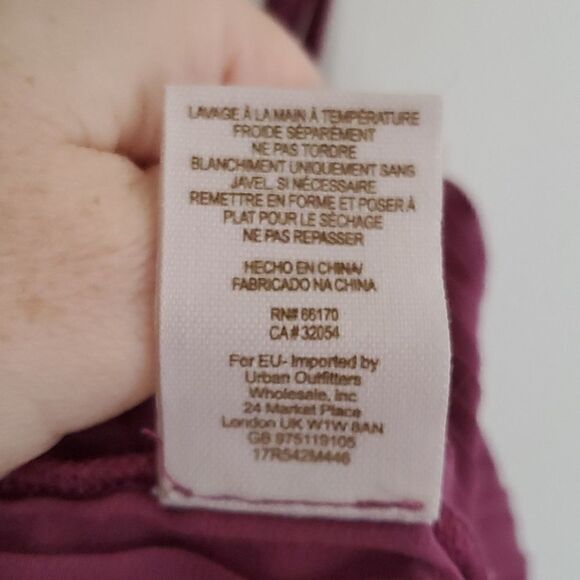 LAVAGE À LA MAIN À TEMPÉRATURE
FROIDE SÉPARÉMENT
NE PAS TORDRE
BLANCHIMENT UNIQUEMENT SANS
JAVEL, SI NÉCESSAIRE
REMETTRE EN FORME ET POSER À
PLAT POUR LE SÉCHAGE
NE PAS REPASSER
HECHO EN CHINA/
FABRICADO NA CHINA
RN# 66170
CA# 32054
For EU- Imported by
Urban Outfitters
Wholesale, Inc
24 Market Place
London UK W1W 8AN
GB 975119105
17R542M446